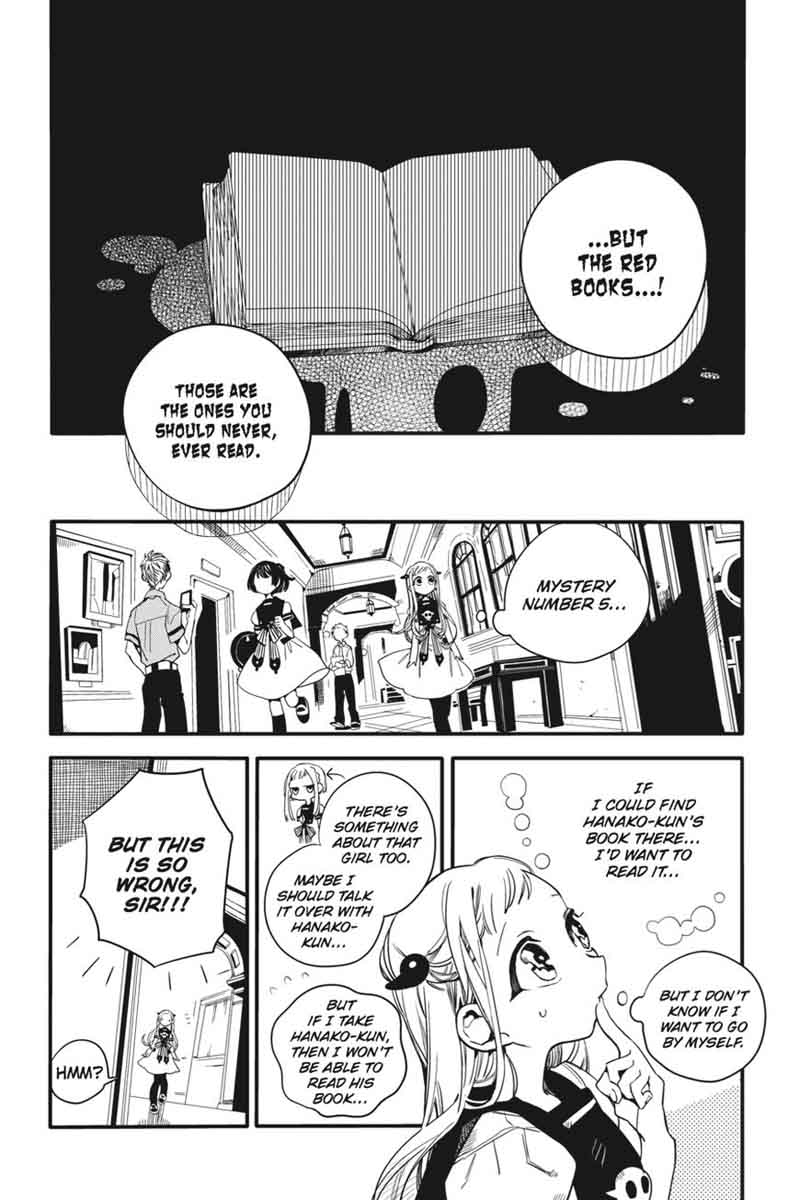 ...BUT
THE RED
BOOKS...!
THOSE ARE
THE ONES YOU
SHOULD NEVER,
EVER READ.
MYSTERY
NUMBER 5...
IF
I COULD FIND
HANAKO-KUN'S
BOOK THERE...
I'D WANT TO
READ IT...
BUT I DON'T
KNOW IF I
WANT TO GO
BY MYSELF.
THERE'S
SOMETHING
ABOUT THAT
GIRL TOO.
MAYBE I
SHOULD TALK
IT OVER WITH
HANAKO-
KUN...
BUT
IF I TAKE
HANAKO-KUN,
THEN I WON'T
BE ABLE TO
READ HIS
BOOK...
BUT THIS
IS SO
WRONG,
SIR!!!
HMM?